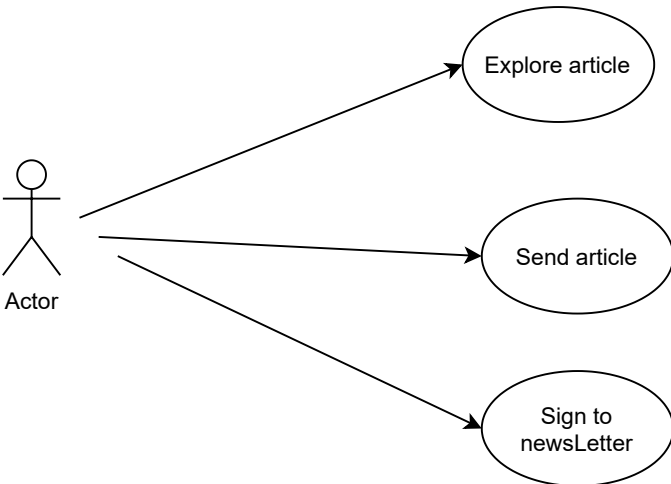 Explore article
Send article
Actor
Sign to
newsLetter